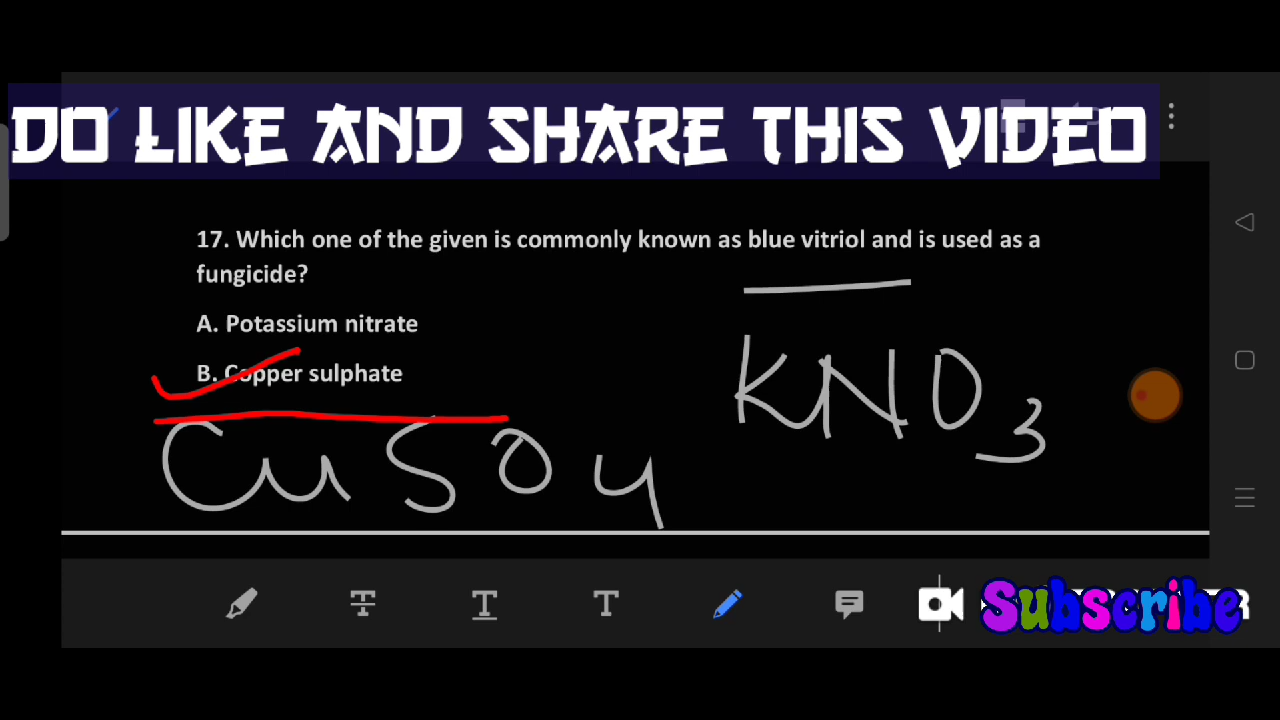 DO LIKE AND SHARE THIS VIDEO
17. Which one of the given is commonly known as blue vitriol and is used as a
fungicide?
A. Potassium nitrate
KNO3
B. Copper sulphate
CuSO4
T T T
Subscribe